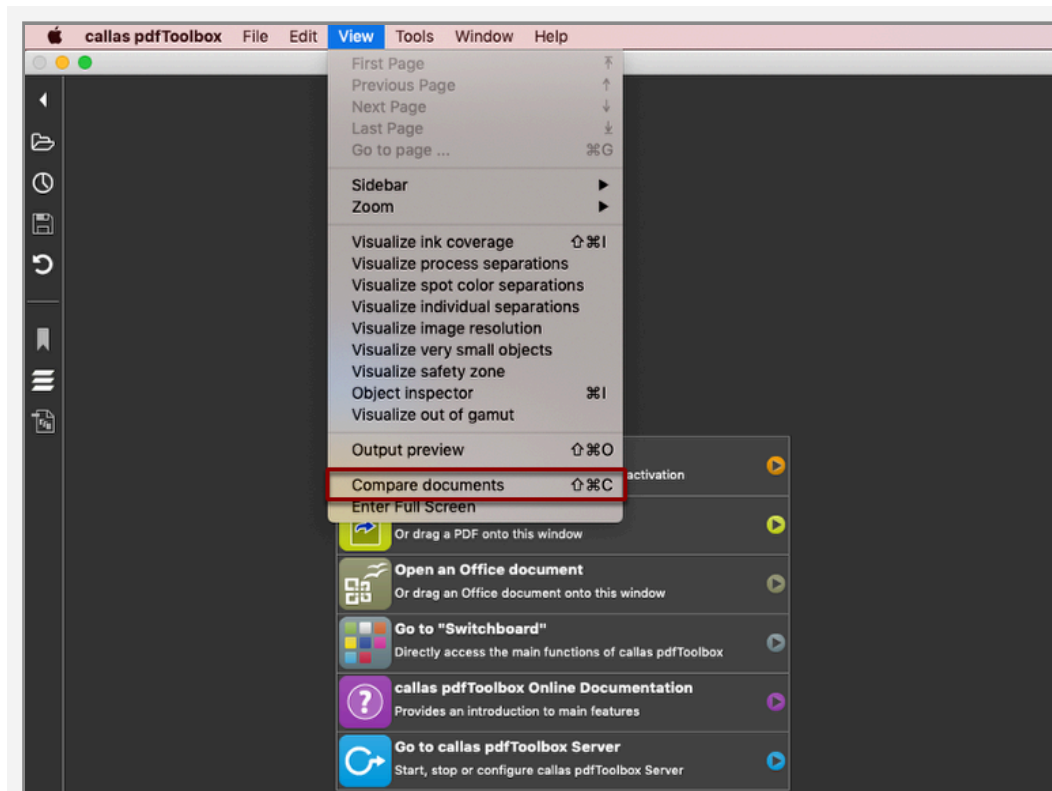 callas pdfToolbox File Edit View Tools Window Help
First Page ⤒
Previous Page ↑
Next Page ↓
Last Page ⤓
Go to page ... ⌘G
Sidebar ▶
Zoom ▶
Visualize ink coverage ⇧⌘I
Visualize process separations
Visualize spot color separations
Visualize individual separations
Visualize image resolution
Visualize very small objects
Visualize safety zone
Object inspector ⌘I
Visualize out of gamut
Output preview ⇧⌘O
activation
Compare documents ⇧⌘C
Enter Full Screen
Or drag a PDF onto this window
Open an Office document
Or drag an Office document onto this window
Go to "Switchboard"
Directly access the main functions of callas pdfToolbox
callas pdfToolbox Online Documentation
Provides an introduction to main features
Go to callas pdfToolbox Server
Start, stop or configure callas pdfToolbox Server